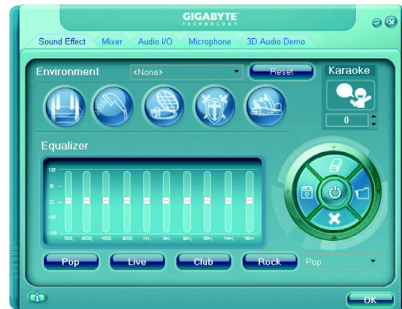 GIGABYTE
TECHNOLOGY
Sound Effect Mixer Audio I/O Microphone 3D Audio Demo
Environment <None> Reset Karaoke
0
Equalizer
Pop Live Club Rock Pop
OK